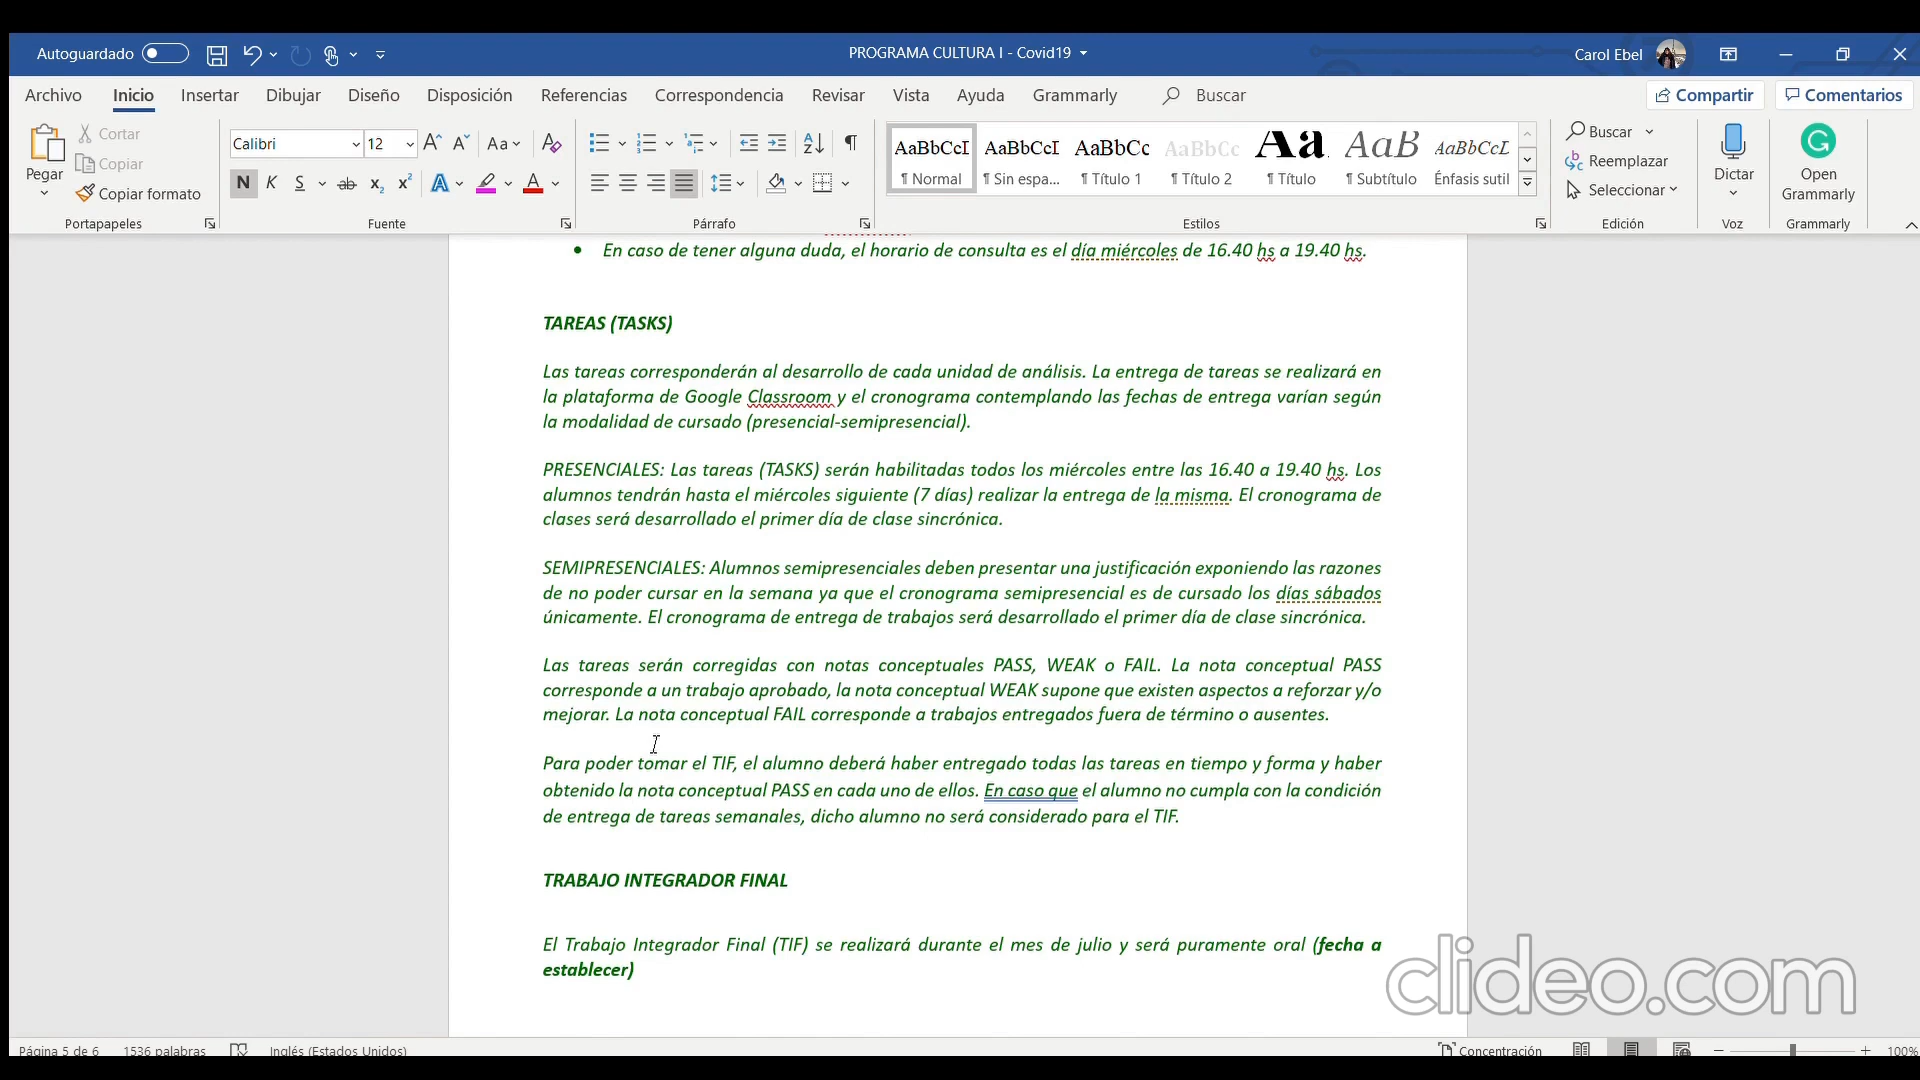 Autoguardado
PROGRAMA CULTURA I - Covid19
Carol Ebel
Archivo Inicio Insertar Dibujar Diseño Disposición Referencias Correspondencia Revisar Vista Ayuda Grammarly Buscar Compartir Comentarios
Pegar
Cortar
Copiar
Copiar formato
Portapapeles
Calibri 12
Aa
N K S ab x₂ x² A A
Fuente
Párrafo
AaBbCcI AaBbCcI AaBbCc AaBbCc Aa AaB AaBbCcL
¶ Normal ¶ Sin espa... ¶ Título 1 ¶ Título 2 ¶ Título ¶ Subtítulo Énfasis sutil
Estilos
Buscar
Reemplazar
Seleccionar
Edición
Dictar
Voz
Open
Grammarly
Grammarly
• En caso de tener alguna duda, el horario de consulta es el día miércoles de 16.40 hs a 19.40 hs.
TAREAS (TASKS)
Las tareas corresponderán al desarrollo de cada unidad de análisis. La entrega de tareas se realizará en
la plataforma de Google Classroom y el cronograma contemplando las fechas de entrega varían según
la modalidad de cursado (presencial-semipresencial).
PRESENCIALES: Las tareas (TASKS) serán habilitadas todos los miércoles entre las 16.40 a 19.40 hs. Los
alumnos tendrán hasta el miércoles siguiente (7 días) realizar la entrega de la misma. El cronograma de
clases será desarrollado el primer día de clase sincrónica.
SEMIPRESENCIALES: Alumnos semipresenciales deben presentar una justificación exponiendo las razones
de no poder cursar en la semana ya que el cronograma semipresencial es de cursado los días sábados
únicamente. El cronograma de entrega de trabajos será desarrollado el primer día de clase sincrónica.
Las tareas serán corregidas con notas conceptuales PASS, WEAK o FAIL. La nota conceptual PASS
corresponde a un trabajo aprobado, la nota conceptual WEAK supone que existen aspectos a reforzar y/o
mejorar. La nota conceptual FAIL corresponde a trabajos entregados fuera de término o ausentes.
Para poder tomar el TIF, el alumno deberá haber entregado todas las tareas en tiempo y forma y haber
obtenido la nota conceptual PASS en cada uno de ellos. En caso que el alumno no cumpla con la condición
de entrega de tareas semanales, dicho alumno no será considerado para el TIF.
TRABAJO INTEGRADOR FINAL
El Trabajo Integrador Final (TIF) se realizará durante el mes de julio y será puramente oral (fecha a
establecer)
clideo.com
Página 5 de 6 1536 palabras Inglés (Estados Unidos) Concentración 100%